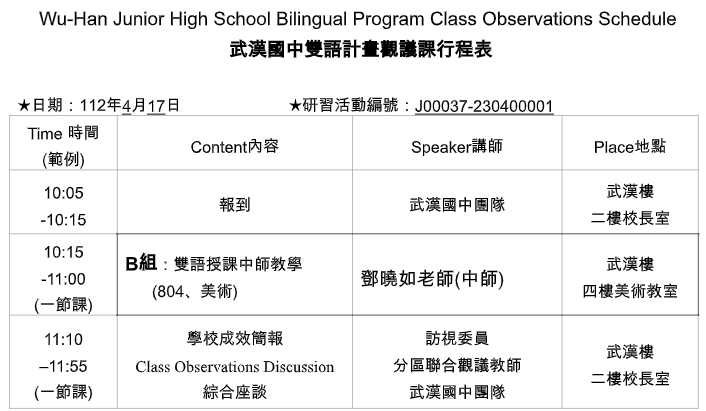 Wu-Han Junior High School Bilingual Program Class Observations Schedule
武漢國中雙語計畫觀議課行程表
★日期：112年4月17日
★研習活動編號：J00037-230400001
Time 時間
(範例)
Content內容
Speaker講師
Place地點
10:05
-10:15
報到
武漢國中團隊
武漢樓
二樓校長室
10:15
-11:00
(一節課)
B組：雙語授課中師教學
(804、美術)
鄧曉如老師(中師)
武漢樓
四樓美術教室
11:10
–11:55
(一節課)
學校成效簡報
Class Observations Discussion
綜合座談
訪視委員
分區聯合觀議教師
武漢國中團隊
武漢樓
二樓校長室